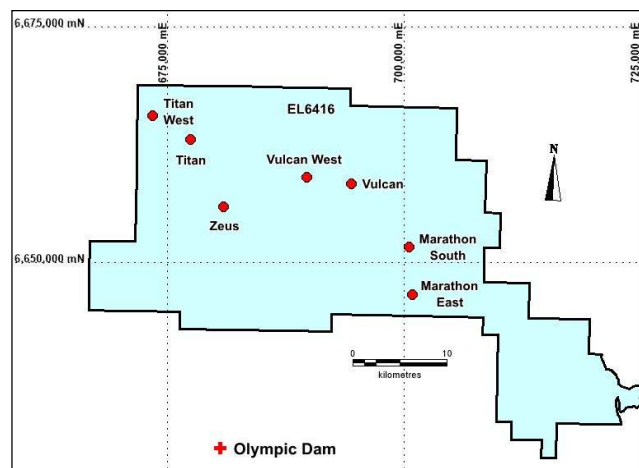 6,675,000 mN
675,000 mE
700,000 mE
725,000 mE
EL6416
Titan
West
Titan
Vulcan West
Vulcan
Zeus
N
Marathon
South
6,650,000 mN
Marathon
East
0 10
kilometres
Olympic Dam